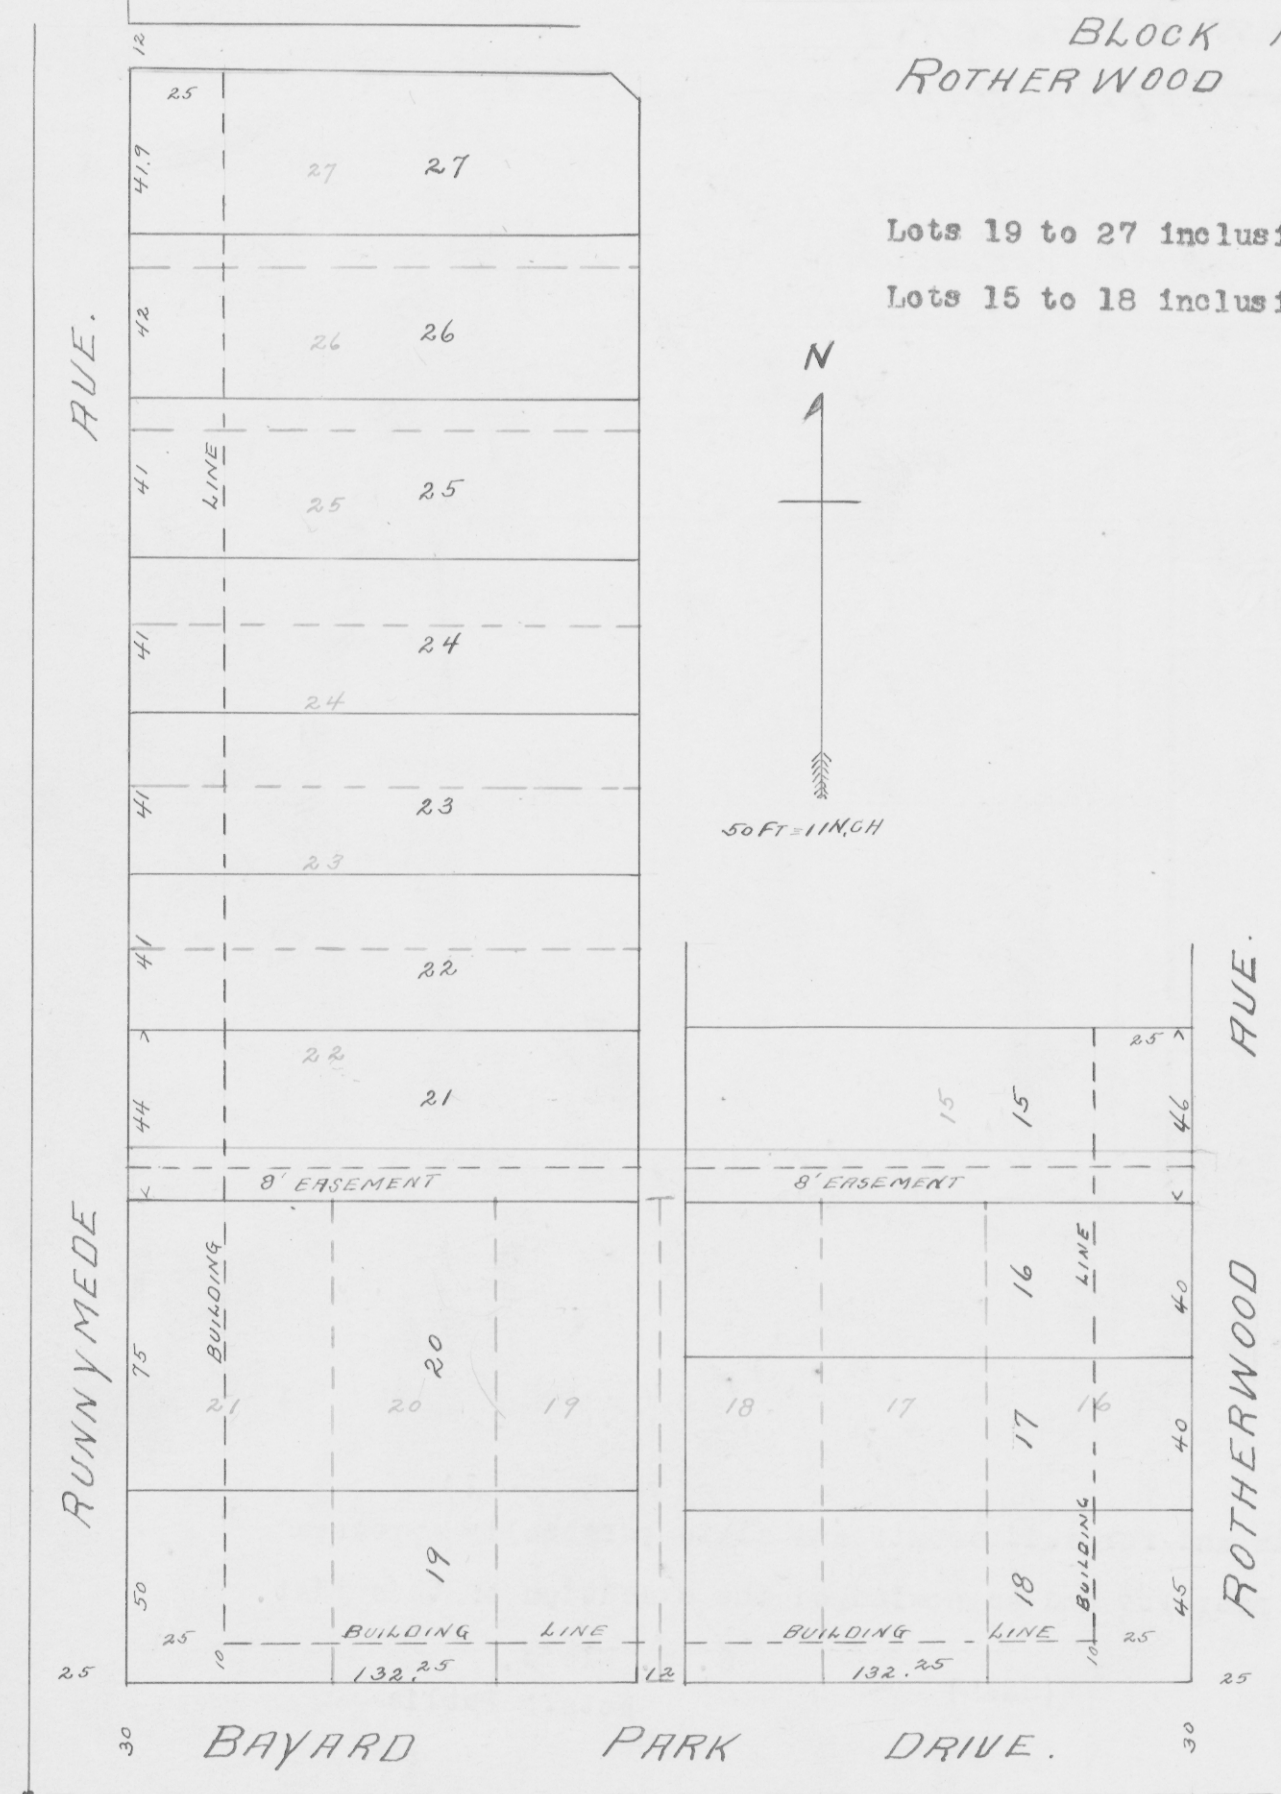 BLOCK
ROTHERWOOD
Lots 19 to 27 inclusi
Lots 15 to 18 inclusi
N
50 FT = 1 INCH
12
25
41.9
27 27
42
26 26
AVE.
LINE
41
25 25
41
24
24
41
23
23
41
22
22
44
21
8' EASEMENT
RUNNYMEDE
BUILDING
75
20
21 20 19
50
19
25 BUILDING LINE
10
25 132.25 12
AVE.
25
15 15 46
8' EASEMENT
16 LINE 40
18 17 16
17 40
ROTHERWOOD
18 BUILDING 45
BUILDING LINE 25
10
132.25 25
30 BAYARD PARK DRIVE. 30